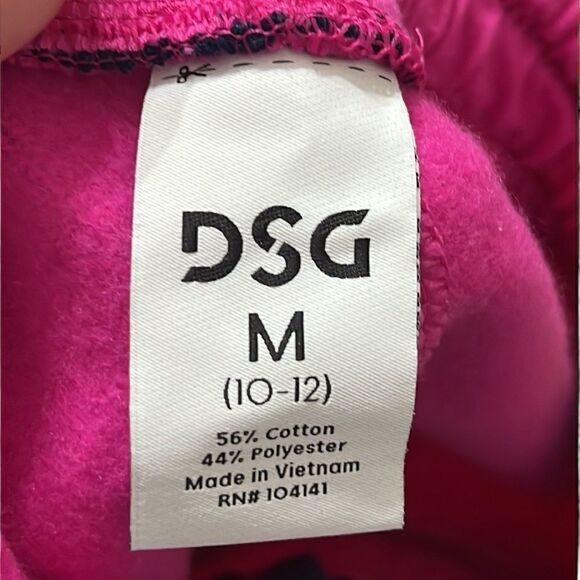 DSG
M
(10-12)
56% Cotton
44% Polyester
Made in Vietnam
RN# 104141